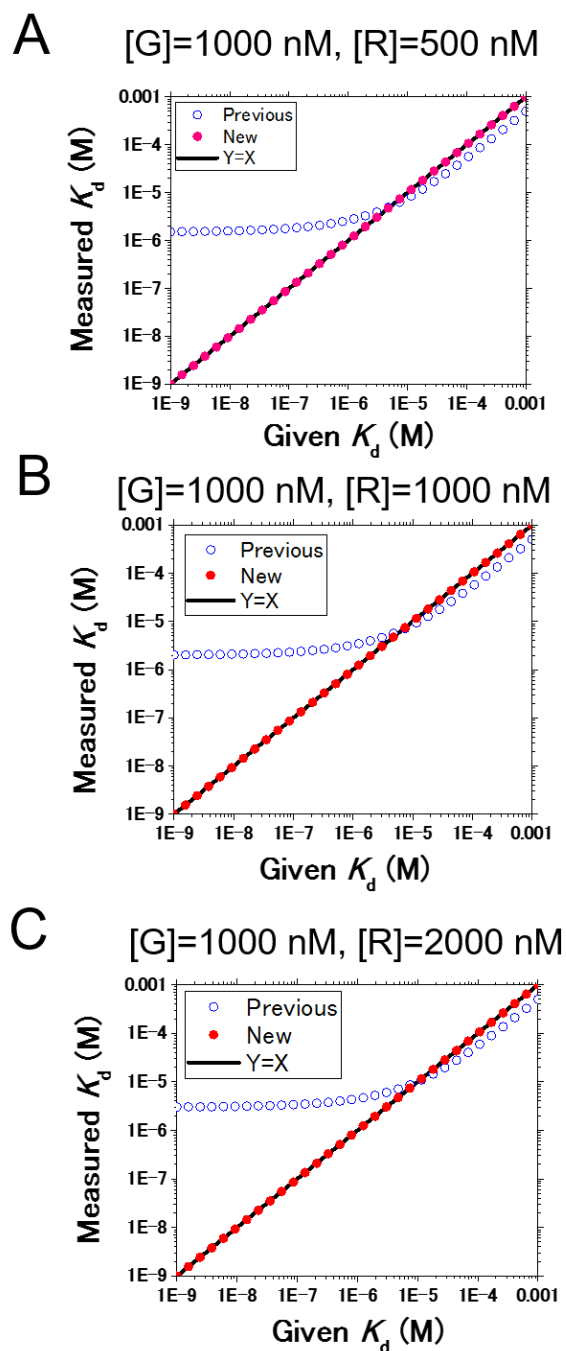 A
[G]=1000 nM, [R]=500 nM
0.001
Previous
New
Y=X
1E-4
1E-5
1E-6
1E-7
1E-8
1E-9
Measured Kd (M)
1E-9 1E-8 1E-7 1E-6 1E-5 1E-4 0.001
Given Kd (M)
B
[G]=1000 nM, [R]=1000 nM
0.001
Previous
New
Y=X
1E-4
1E-5
1E-6
1E-7
1E-8
1E-9
Measured Kd (M)
1E-9 1E-8 1E-7 1E-6 1E-5 1E-4 0.001
Given Kd (M)
C
[G]=1000 nM, [R]=2000 nM
0.001
Previous
New
Y=X
1E-4
1E-5
1E-6
1E-7
1E-8
1E-9
Measured Kd (M)
1E-9 1E-8 1E-7 1E-6 1E-5 1E-4 0.001
Given Kd (M)